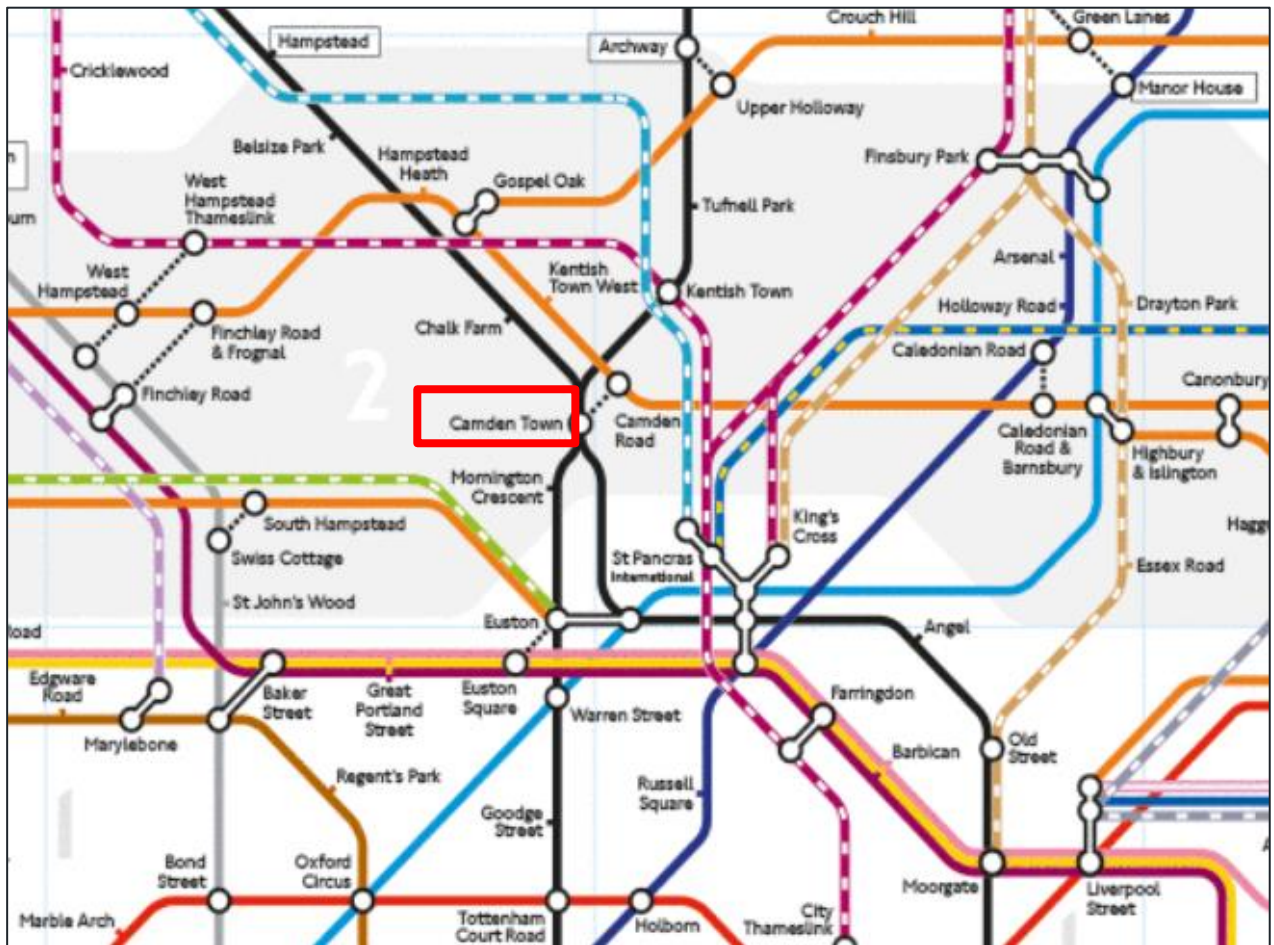 Crouch Hill
Green Lanes
Hampstead
Archway
Cricklewood
Manor House
Upper Holloway
Belsize Park
Hampstead
Heath
Finsbury Park
Gospel Oak
West
Hampstead
Thameslink
Tufnell Park
Arsenal
West
Hampstead
Kentish
Town West
Kentish Town
Holloway Road
Drayton Park
Chalk Farm
Finchley Road
& Frognal
Caledonian Road
2
Canonbury
Finchley Road
Camden Town
Camden
Road
Caledonian
Road &
Barnsbury
Highbury
& Islington
Mornington
Crescent
South Hampstead
King's
Cross
Swiss Cottage
St Pancras
International
Essex Road
St John's Wood
Euston
Angel
Edgware
Road
Baker
Street
Great
Portland
Street
Euston
Square
Warren Street
Farringdon
Marylebone
Old
Street
Barbican
Regent's Park
Russell
Square
Goodge
Street
Bond
Street
Oxford
Circus
Moorgate
Liverpool
Street
Marble Arch
Tottenham
Court Road
Holborn
City
Thameslink